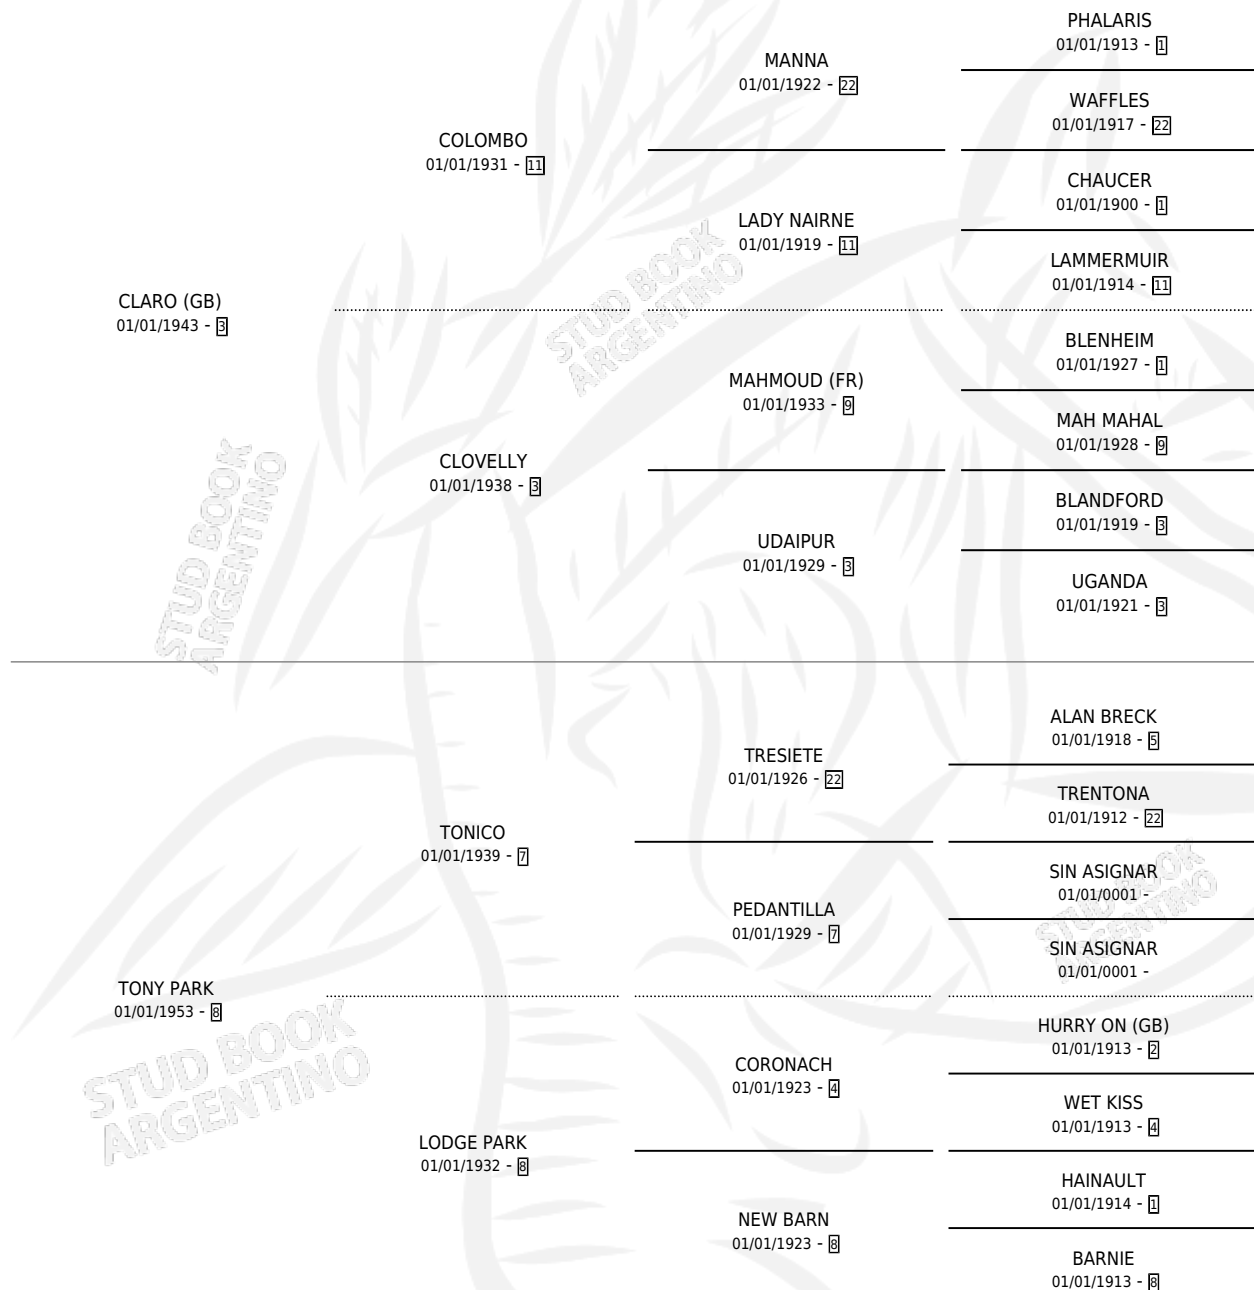 PHALARIS
01/01/1913 - 1
MANNA
01/01/1922 - 22
WAFFLES
01/01/1917 - 22
COLOMBO
01/01/1931 - 11
CHAUCER
01/01/1900 - 1
LADY NAIRNE
01/01/1919 - 11
LAMMERMUIR
01/01/1914 - 11
CLARO (GB)
01/01/1943 - 3
BLENHEIM
01/01/1927 - 1
MAHMOUD (FR)
01/01/1933 - 9
MAH MAHAL
01/01/1928 - 9
CLOVELLY
01/01/1938 - 3
BLANDFORD
01/01/1919 - 3
UDAIPUR
01/01/1929 - 3
UGANDA
01/01/1921 - 3
STUD BOOK
ARGENTINO
STUD BOOK
ARGENTINO
ALAN BRECK
01/01/1918 - 5
TRESIETE
01/01/1926 - 22
TRENTONA
01/01/1912 - 22
TONICO
01/01/1939 - 7
SIN ASIGNAR
01/01/0001 -
PEDANTILLA
01/01/1929 - 7
SIN ASIGNAR
01/01/0001 -
STUD BOOK
ARGENTINO
TONY PARK
01/01/1953 - 8
HURRY ON (GB)
01/01/1913 - 2
CORONACH
01/01/1923 - 4
WET KISS
01/01/1913 - 4
STUD BOOK
ARGENTINO
LODGE PARK
01/01/1932 - 8
HAINAULT
01/01/1914 - 1
NEW BARN
01/01/1923 - 8
BARNIE
01/01/1913 - 8